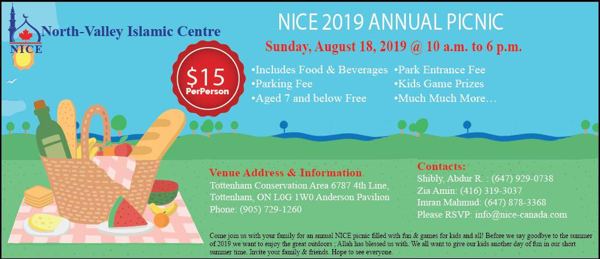 NICE 2019 ANNUAL PICNIC
North-Valley Islamic Centre
NICE
Sunday, August 18, 2019 @ 10 a.m. to 6 p.m.
$15
PerPerson
•Includes Food & Beverages •Park Entrance Fee
•Parking Fee •Kids Game Prizes
•Aged 7 and below Free •Much Much More…
Venue Address & Information
Tottenham Conservation Area 6787 4th Line,
Tottenham, ON L0G 1W0 Anderson Pavilion
Phone: (905) 729-1260
Contacts:
Shibly, Abdur R. : (647) 929-0738
Zia Amin: (416) 319-3037
Imran Mahmud: (647) 878-3368
Please RSVP: info@nice-canada.com
Come join us with your family for an annual NICE picnic filled with fun & games for kids and all! Before we say goodbye to the summer
of 2019 we want to enjoy the great outdoors ; Allah has blessed us with. We all want to give our kids another day of fun in our short
summer time. Invite your family & friends. Hope to see everyone.